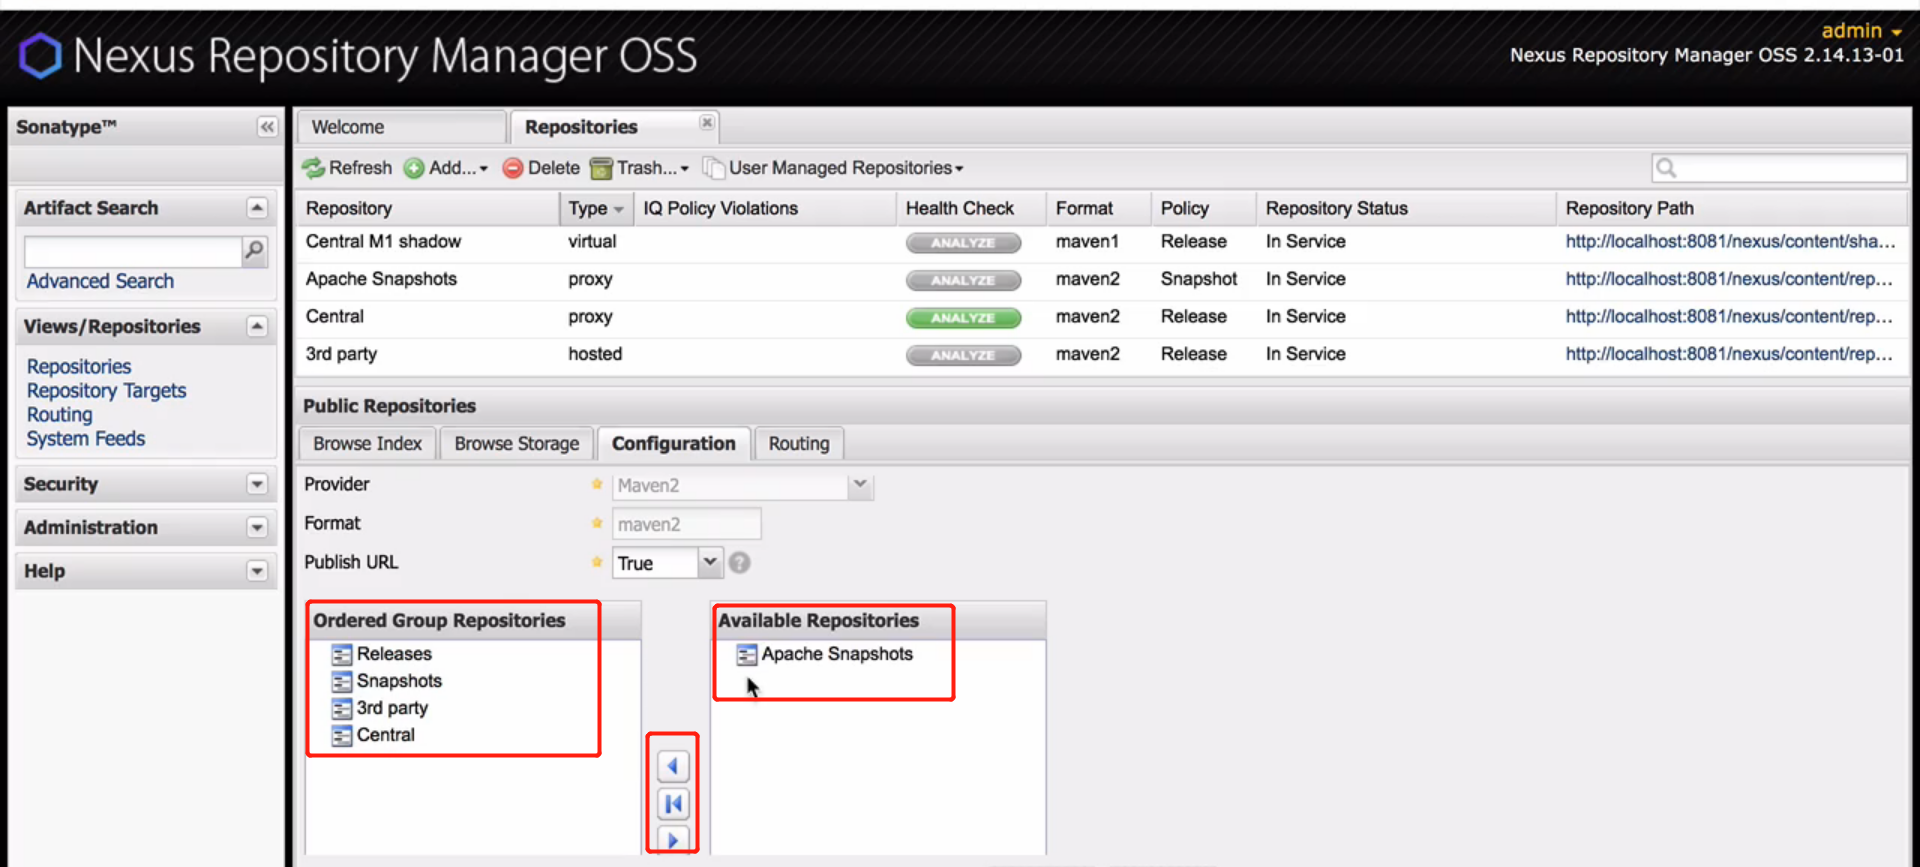 Nexus Repository Manager OSS
admin
Nexus Repository Manager OSS 2.14.13-01
Sonatype™
Welcome
Repositories
Refresh
Add...
Delete
Trash...
User Managed Repositories
Artifact Search
Advanced Search
Views/Repositories
Repositories
Repository Targets
Routing
System Feeds
Security
Administration
Help
Repository Type IQ Policy Violations Health Check Format Policy Repository Status Repository Path
Central M1 shadow virtual ANALYZE maven1 Release In Service http://localhost:8081/nexus/content/sha...
Apache Snapshots proxy ANALYZE maven2 Snapshot In Service http://localhost:8081/nexus/content/rep...
Central proxy ANALYZE maven2 Release In Service http://localhost:8081/nexus/content/rep...
3rd party hosted ANALYZE maven2 Release In Service http://localhost:8081/nexus/content/rep...
Public Repositories
Browse Index
Browse Storage
Configuration
Routing
Provider Maven2
Format maven2
Publish URL True ?
Ordered Group Repositories
Releases
Snapshots
3rd party
Central
Available Repositories
Apache Snapshots